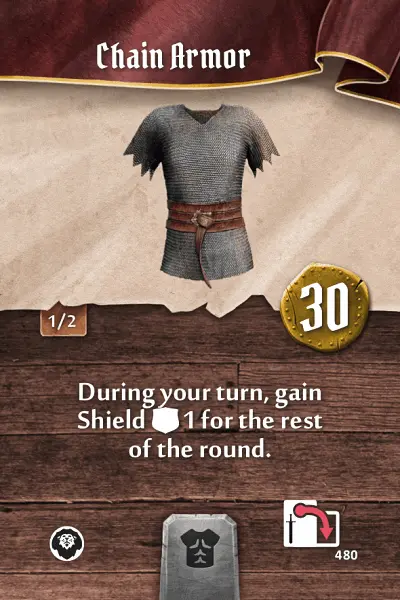 Chain Armor
30
1/2
During your turn, gain
Shield 1 for the rest
of the round.
480